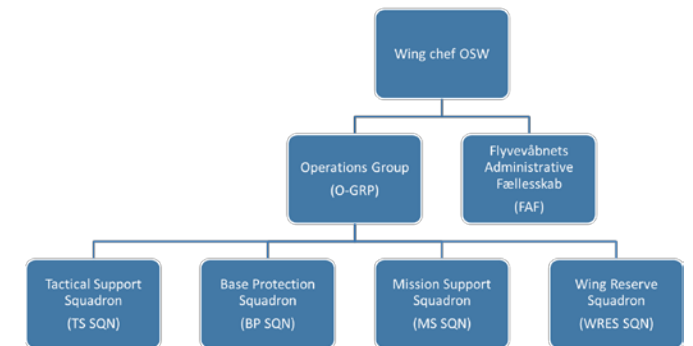 Wing chef OSW
Operations Group
(O-GRP)
Flyvevåbnets
Administrative
Fællesskab
(FAF)
Tactical Support
Squadron
(TS SQN)
Base Protection
Squadron
(BP SQN)
Mission Support
Squadron
(MS SQN)
Wing Reserve
Squadron
(WRES SQN)